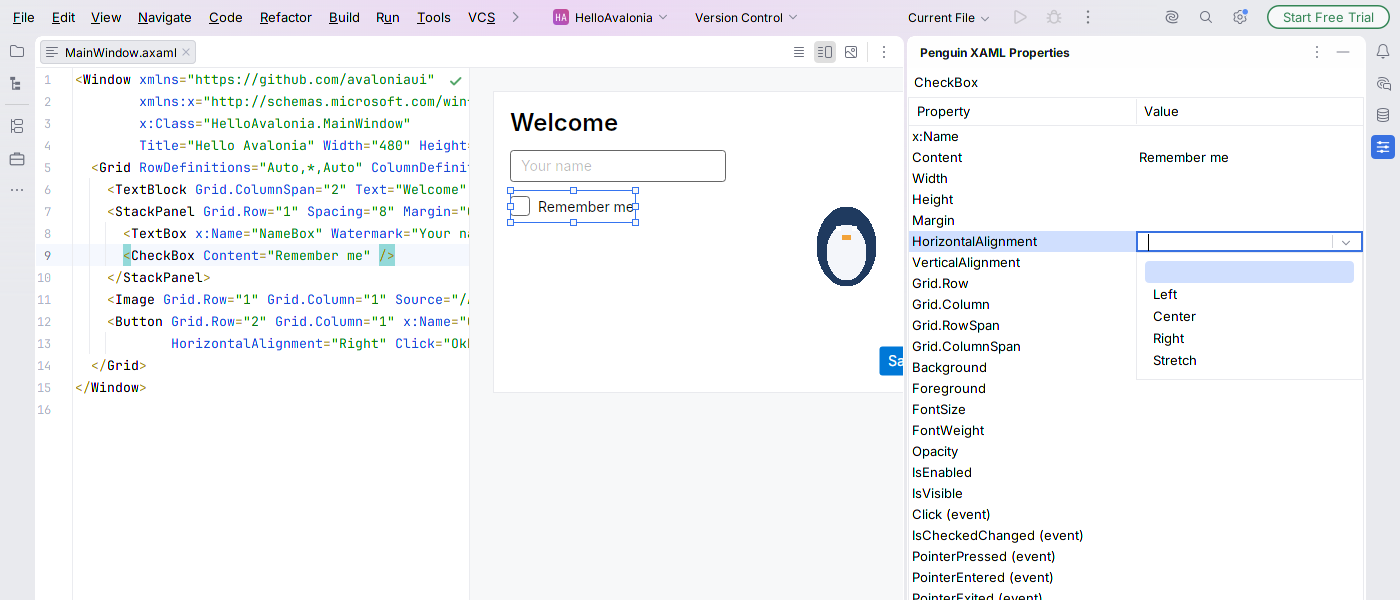 File Edit View Navigate Code Refactor Build Run Tools VCS HA HelloAvalonia Version Control Current File Start Free Trial
MainWindow.axaml
1 <Window xmlns="https://github.com/avaloniaui"
2 xmlns:x="http://schemas.microsoft.com/win
3 x:Class="HelloAvalonia.MainWindow"
4 Title="Hello Avalonia" Width="480" Height=
5 <Grid RowDefinitions="Auto,*,Auto" ColumnDefinit
6 <TextBlock Grid.ColumnSpan="2" Text="Welcome"
7 <StackPanel Grid.Row="1" Spacing="8" Margin="
8 <TextBox x:Name="NameBox" Watermark="Your na
9 <CheckBox Content="Remember me" />
10 </StackPanel>
11 <Image Grid.Row="1" Grid.Column="1" Source="/
12 <Button Grid.Row="2" Grid.Column="1" x:Name="
13 HorizontalAlignment="Right" Click="Ok
14 </Grid>
15 </Window>
16
Welcome
Your name
Remember me
Sa
Penguin XAML Properties
CheckBox
Property Value
x:Name
Content Remember me
Width
Height
Margin
HorizontalAlignment
VerticalAlignment
Grid.Row
Grid.Column
Grid.RowSpan
Grid.ColumnSpan
Background
Foreground
FontSize
FontWeight
Opacity
IsEnabled
IsVisible
Click (event)
IsCheckedChanged (event)
PointerPressed (event)
PointerEntered (event)
PointerExited (event)
Left
Center
Right
Stretch